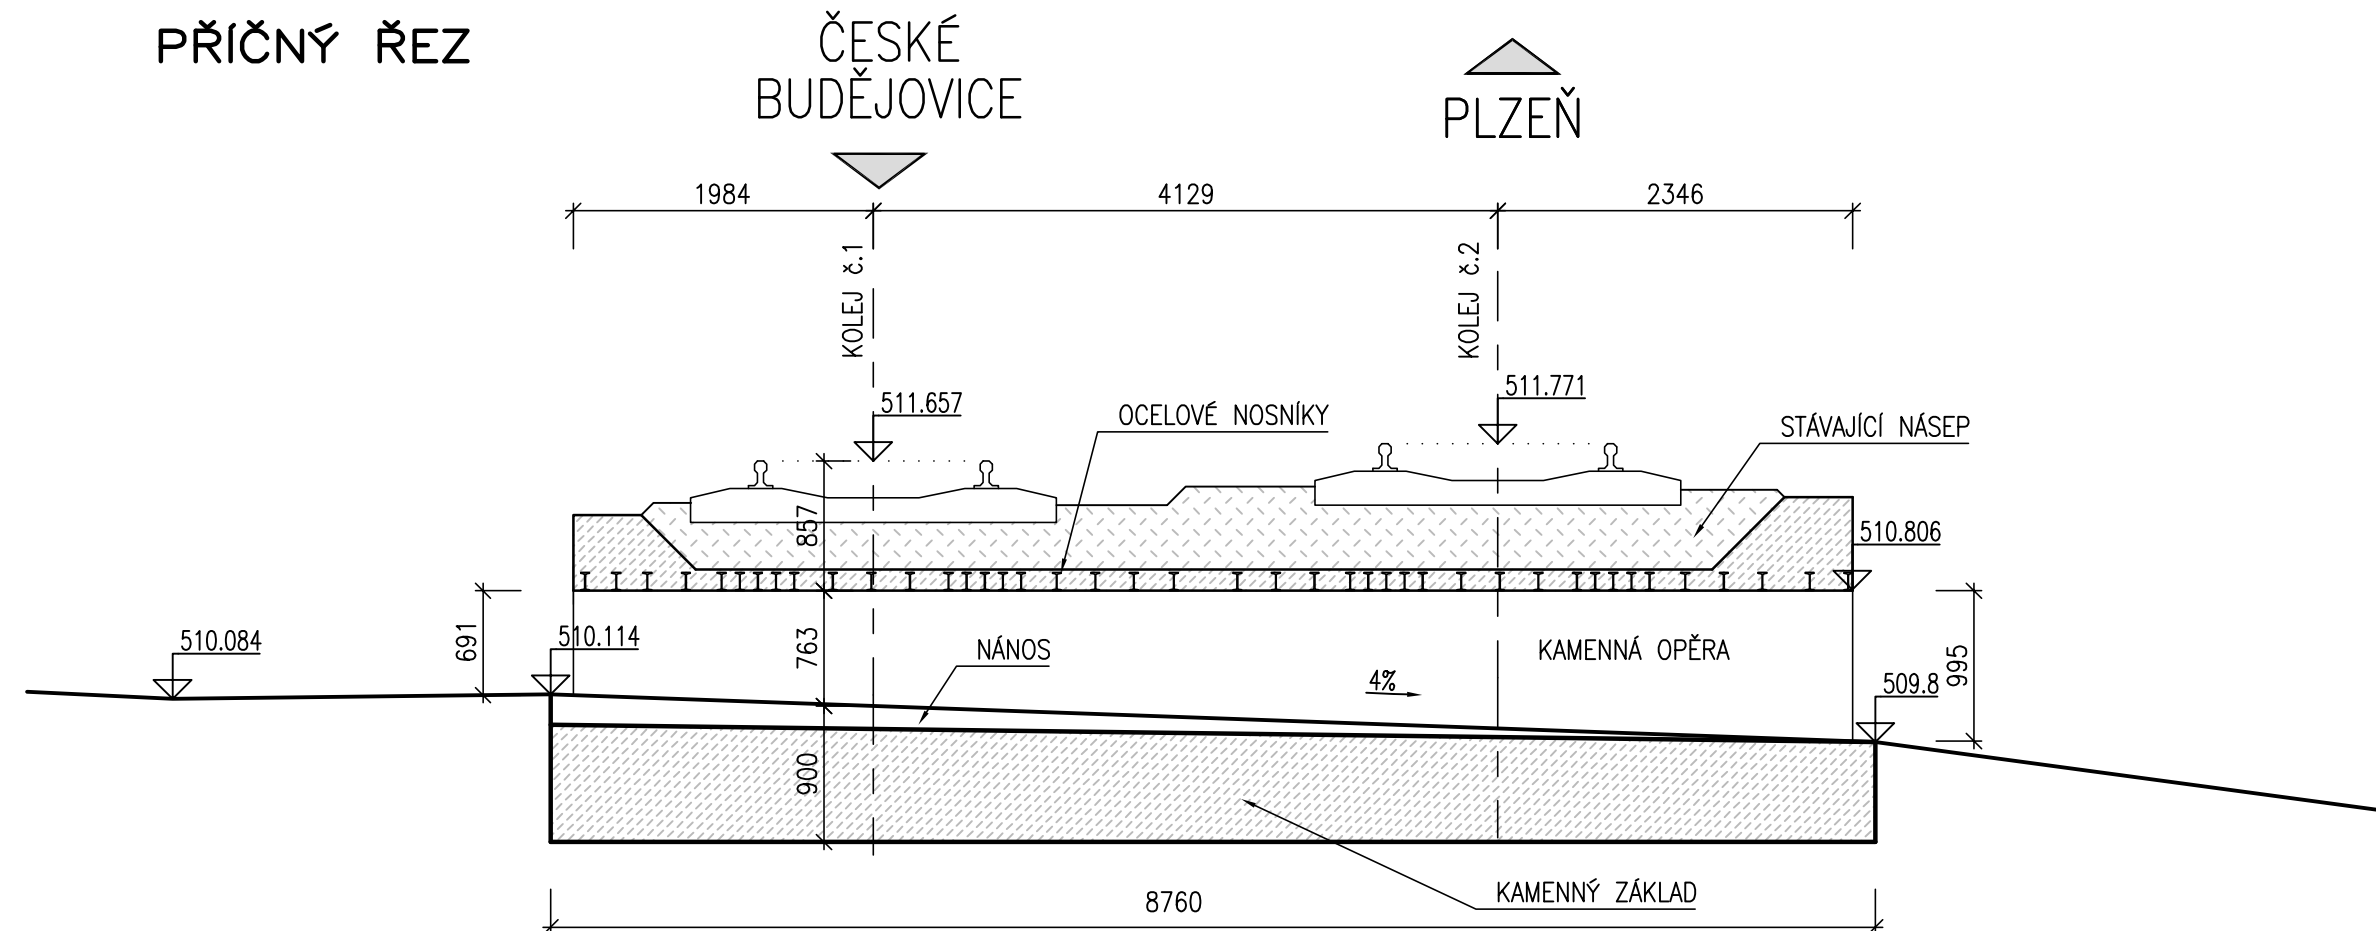 PŘÍČNÝ ŘEZ
ČESKÉ
BUDĚJOVICE
PLZEŇ
1984
4129
2346
KOLEJ č.1
KOLEJ č.2
511.657
511.771
OCELOVÉ NOSNÍKY
STÁVAJÍCÍ NÁSEP
857
510.806
510.084
691
510.114
763
NÁNOS
KAMENNÁ OPĚRA
4%
509.8
995
900
KAMENNÝ ZÁKLAD
8760